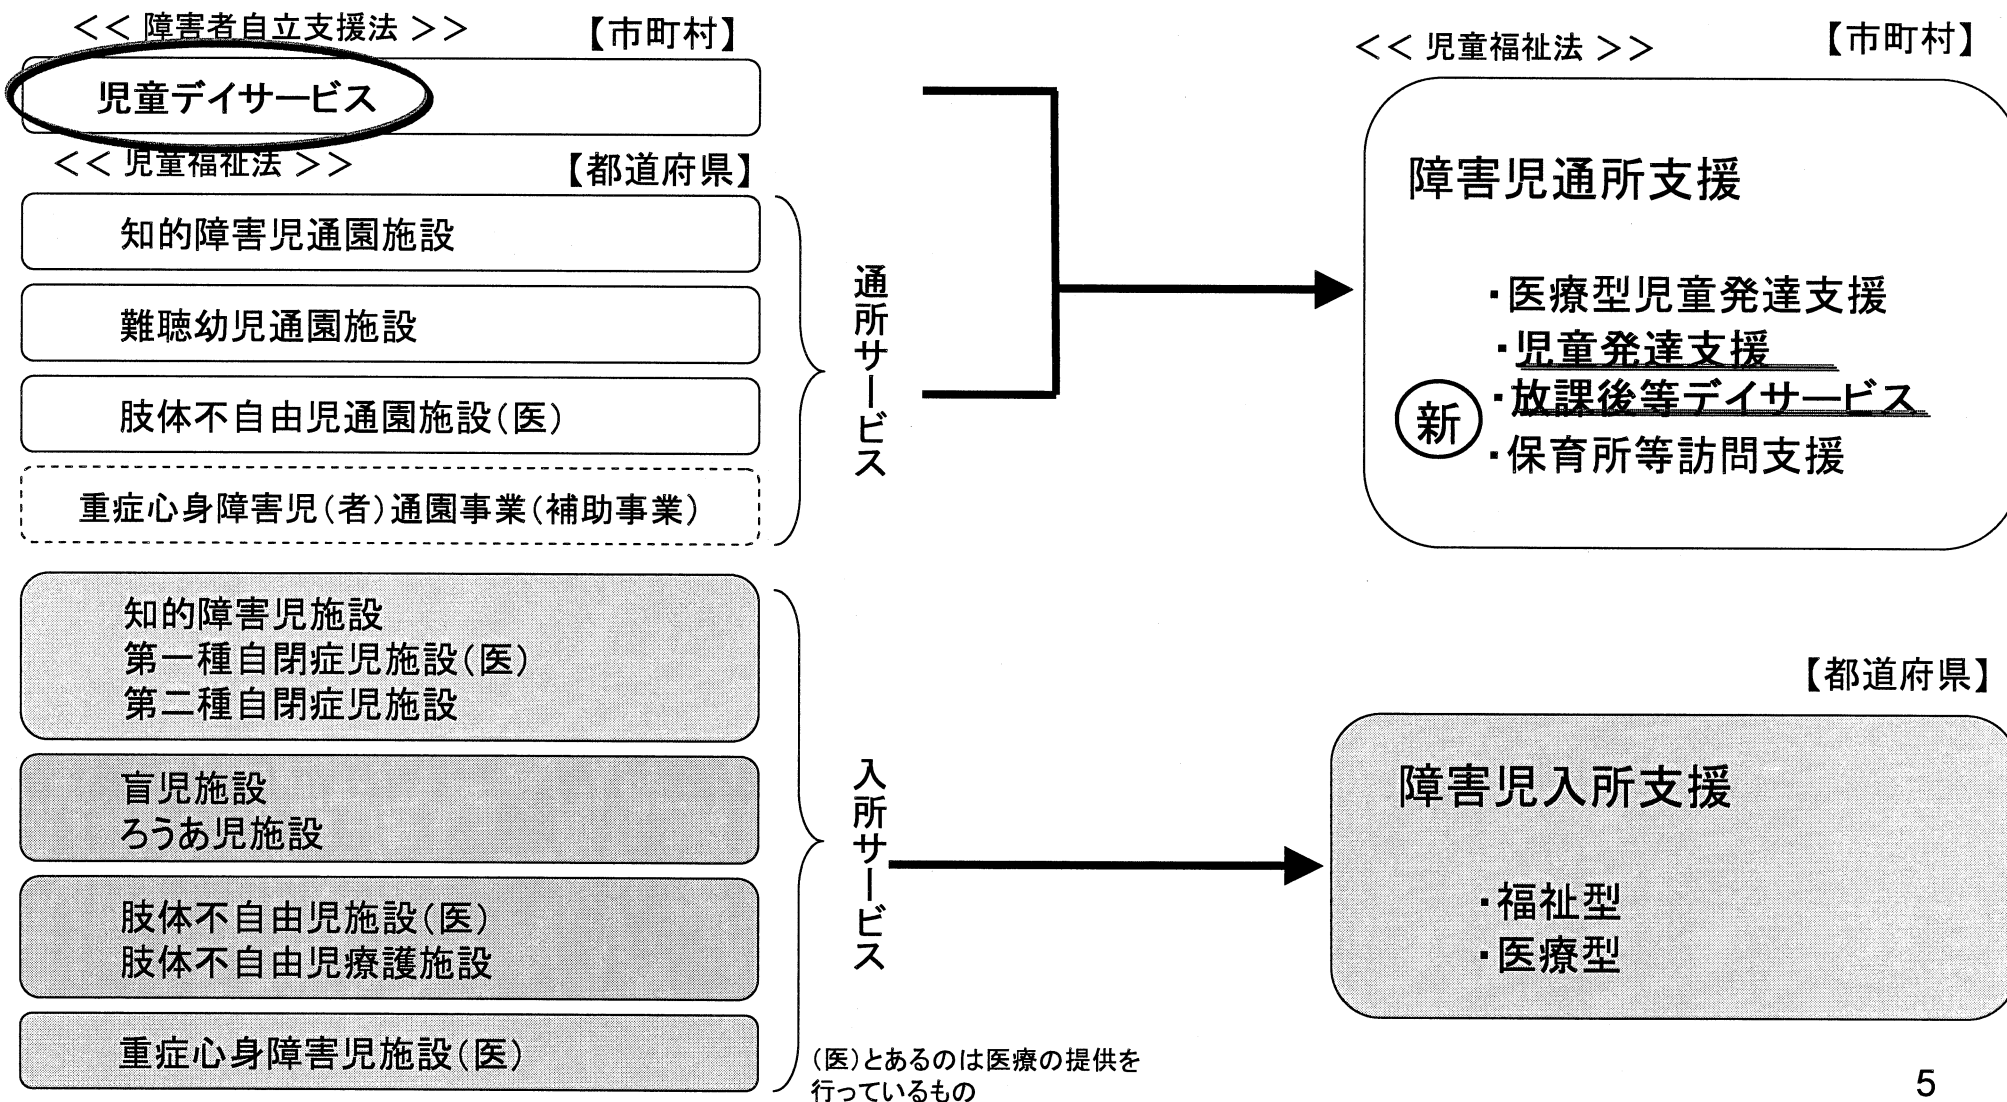 << 障害者自立支援法 >>
【市町村】
児童デイサービス
<< 児童福祉法 >>
【都道府県】
知的障害児通園施設
難聴幼児通園施設
肢体不自由児通園施設(医)
重症心身障害児(者)通園事業(補助事業)
通所サービス
知的障害児施設
第一種自閉症児施設(医)
第二種自閉症児施設
盲児施設
ろうあ児施設
肢体不自由児施設(医)
肢体不自由児療護施設
重症心身障害児施設(医)
入所サービス
(医)とあるのは医療の提供を
行っているもの
<< 児童福祉法 >>
【市町村】
障害児通所支援
・医療型児童発達支援
・児童発達支援
新
・放課後等デイサービス
・保育所等訪問支援
【都道府県】
障害児入所支援
・福祉型
・医療型
5